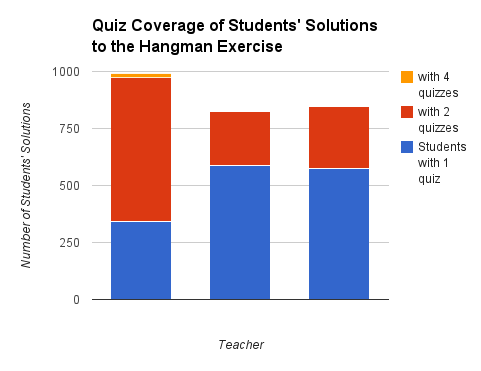 Quiz Coverage of Students' Solutions
to the Hangman Exercise
Number of Students' Solutions
1000
750
500
250
0
with 4
quizzes
with 2
quizzes
Students
with 1
quiz
Teacher